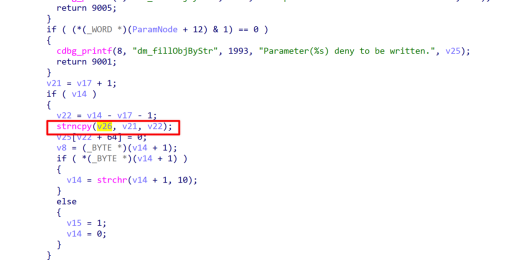 return 9005;
}
if ( (*(_WORD *)(ParamNode + 12) & 1) == 0 )
{
cdbg_printf(8, "dm_fillObjByStr", 1993, "Parameter(%s) deny to be written.", v25);
return 9001;
}
v21 = v17 + 1;
if ( v14 )
{
v22 = v14 - v17 - 1;
strncpy(v26, v21, v22);
v25[v22 + 64] = 0;
v8 = (_BYTE *)(v14 + 1);
if ( *(_BYTE *)(v14 + 1) )
{
v14 = strchr(v14 + 1, 10);
}
else
{
v15 = 1;
v14 = 0;
}
}